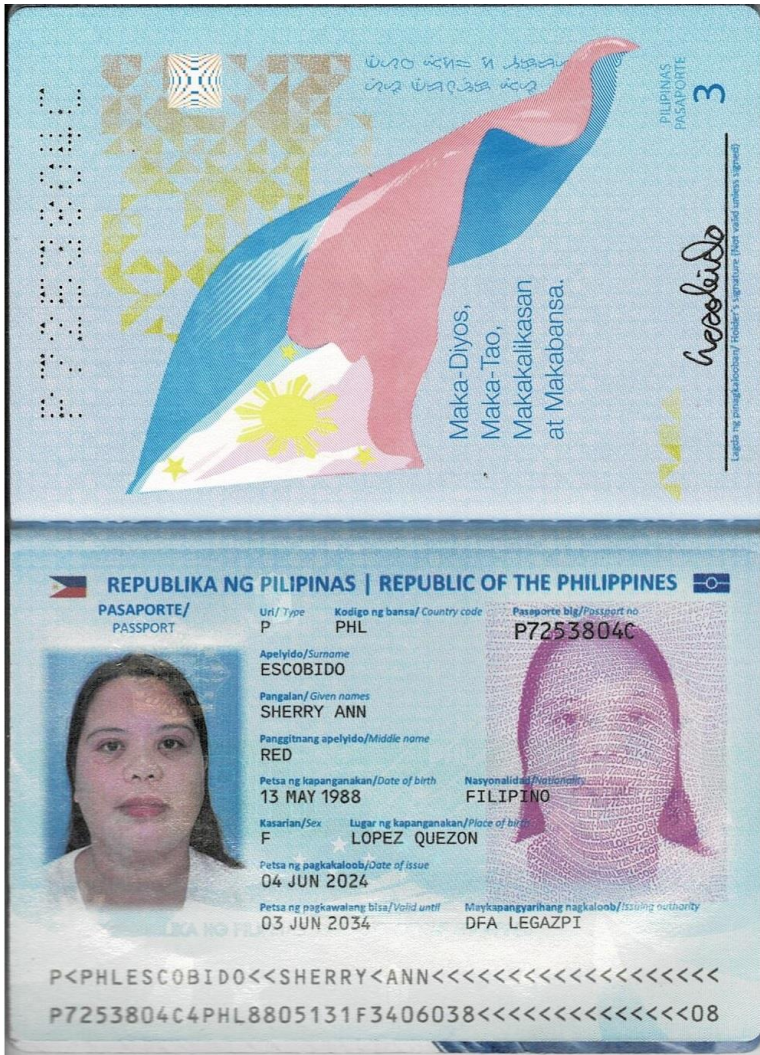 P7253804C
PILIPINAS
PASAPORTE
3
Maka-Diyos,
Maka-Tao,
Makakalikasan
at Makabansa.
Lagda ng pinagkalooban/ Holder's signature (Not valid unless signed)
REPUBLIKA NG PILIPINAS | REPUBLIC OF THE PHILIPPINES
PASAPORTE/
PASSPORT
Uri/ Type Kodigo ng bansa/ Country code Pasaporte blg/Passport no
P PHL P7253804C
Apelyido/Surname
ESCOBIDO
Pangalan/ Given names
SHERRY ANN
Panggitnang apelyido/Middle name
RED
Petsa ng kapanganakan/Date of birth Nasyonalidad/Nationality
13 MAY 1988 FILIPINO
Kasarian/Sex Lugar ng kapanganakan/Place of birth
F LOPEZ QUEZON
Petsa ng pagkakaloob/Date of issue
04 JUN 2024
Petsa ng pagkawalang bisa/Valid until Maykapangyarihang nagkaloob/Issuing authority
03 JUN 2034 DFA LEGAZPI
P<PHLESCOBIDO<<SHERRY<ANN<<<<<<<<<<<<<<<<<<<
P7253804C4PHL8805131F3406038<<<<<<<<<<<<<<08